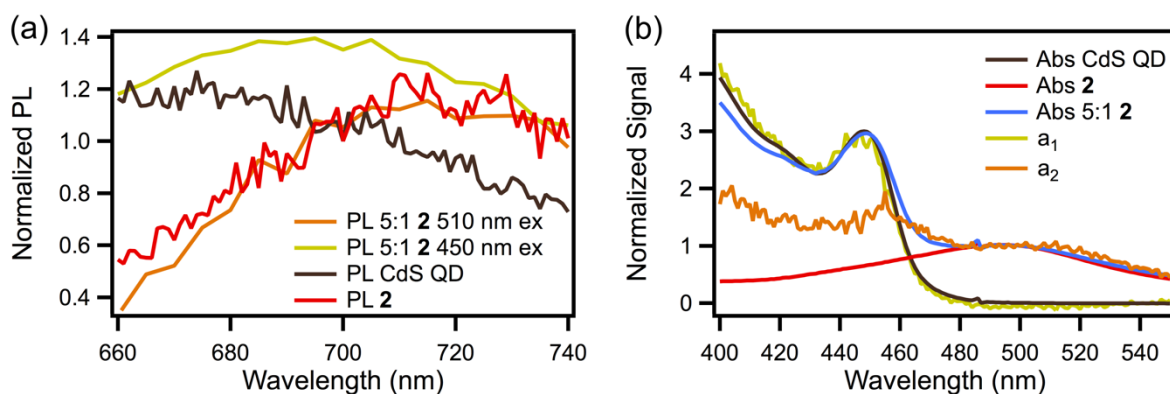 (a)
Normalized PL
1.4
1.2
1.0
0.8
0.6
0.4
PL 5:1 2 510 nm ex
PL 5:1 2 450 nm ex
PL CdS QD
PL 2
660
680
700
720
740
Wavelength (nm)
(b)
Normalized Signal
4
3
2
1
0
Abs CdS QD
Abs 2
Abs 5:1 2
a₁
a₂
400
420
440
460
480
500
520
540
Wavelength (nm)